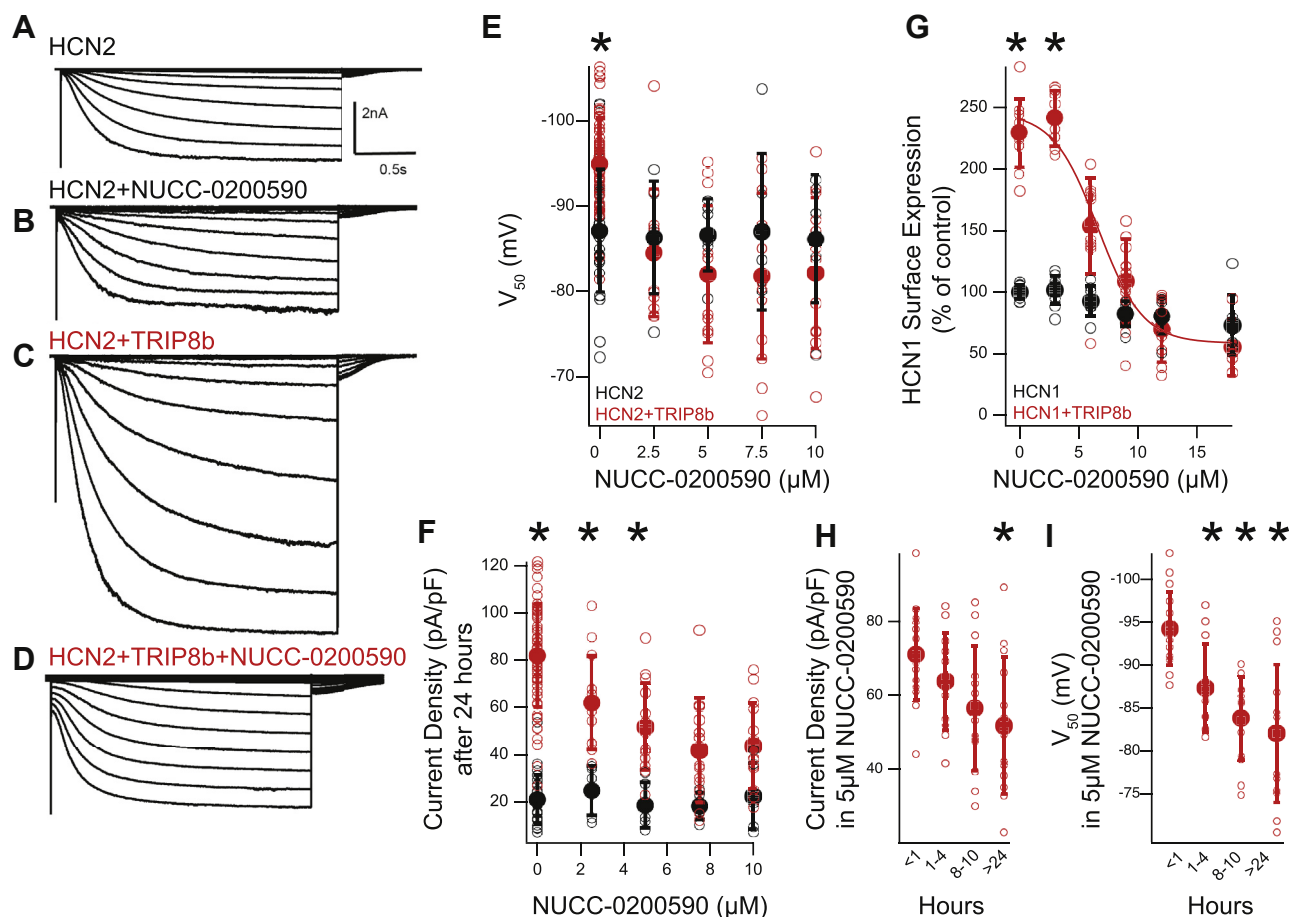 A
HCN2
2nA
0.5s
B
HCN2+NUCC-0200590
C
HCN2+TRIP8b
D
HCN2+TRIP8b+NUCC-0200590
E
*
V50 (mV)
-100
-90
-80
-70
HCN2
HCN2+TRIP8b
0 2.5 5 7.5 10
NUCC-0200590 (µM)
F
* * *
Current Density (pA/pF)
after 24 hours
120
100
80
60
40
20
0 2 4 6 8 10
NUCC-0200590 (µM)
G
* *
HCN1 Surface Expression
(% of control)
250
200
150
100
50
0
HCN1
HCN1+TRIP8b
0 5 10 15
NUCC-0200590 (µM)
H
*
Current Density (pA/pF)
in 5µM NUCC-0200590
80
60
40
<1 1-4 8-10 >24
Hours
I
* * *
V50 (mV)
in 5µM NUCC-0200590
-100
-95
-90
-85
-80
-75
<1 1-4 8-10 >24
Hours